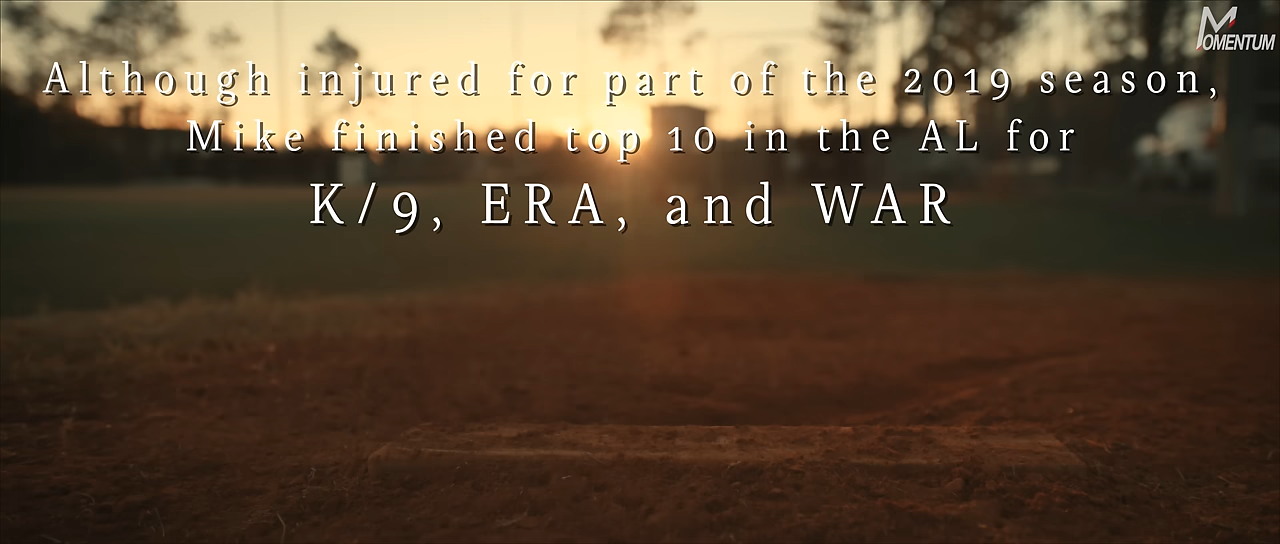 MOMENTUM
Although injured for part of the 2019 season,
Mike finished top 10 in the AL for
K/9, ERA, and WAR